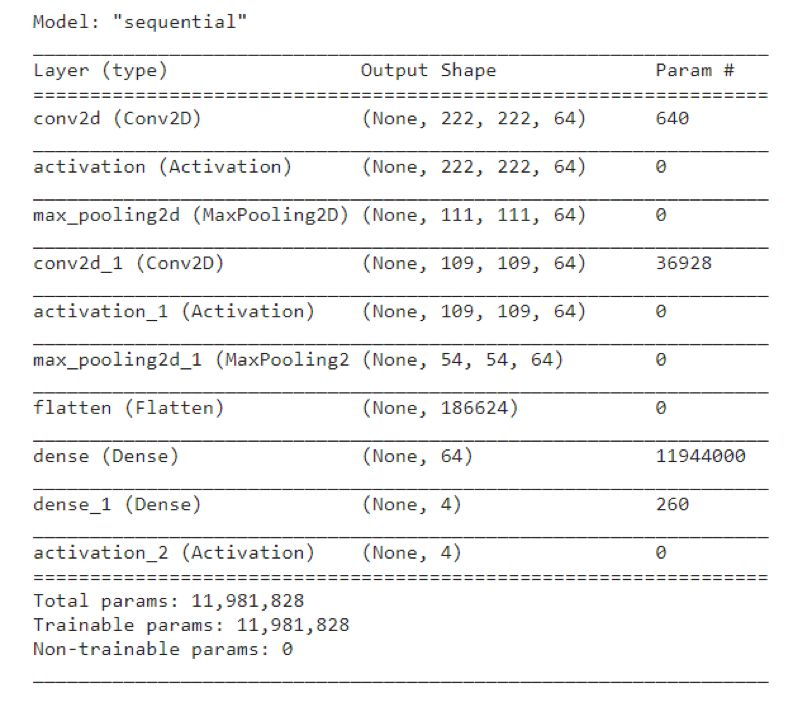 Model: "sequential"
Layer (type) Output Shape Param #
conv2d (Conv2D) (None, 222, 222, 64) 640
activation (Activation) (None, 222, 222, 64) 0
max_pooling2d (MaxPooling2D) (None, 111, 111, 64) 0
conv2d_1 (Conv2D) (None, 109, 109, 64) 36928
activation_1 (Activation) (None, 109, 109, 64) 0
max_pooling2d_1 (MaxPooling2 (None, 54, 54, 64) 0
flatten (Flatten) (None, 186624) 0
dense (Dense) (None, 64) 11944000
dense_1 (Dense) (None, 4) 260
activation_2 (Activation) (None, 4) 0
Total params: 11,981,828
Trainable params: 11,981,828
Non-trainable params: 0